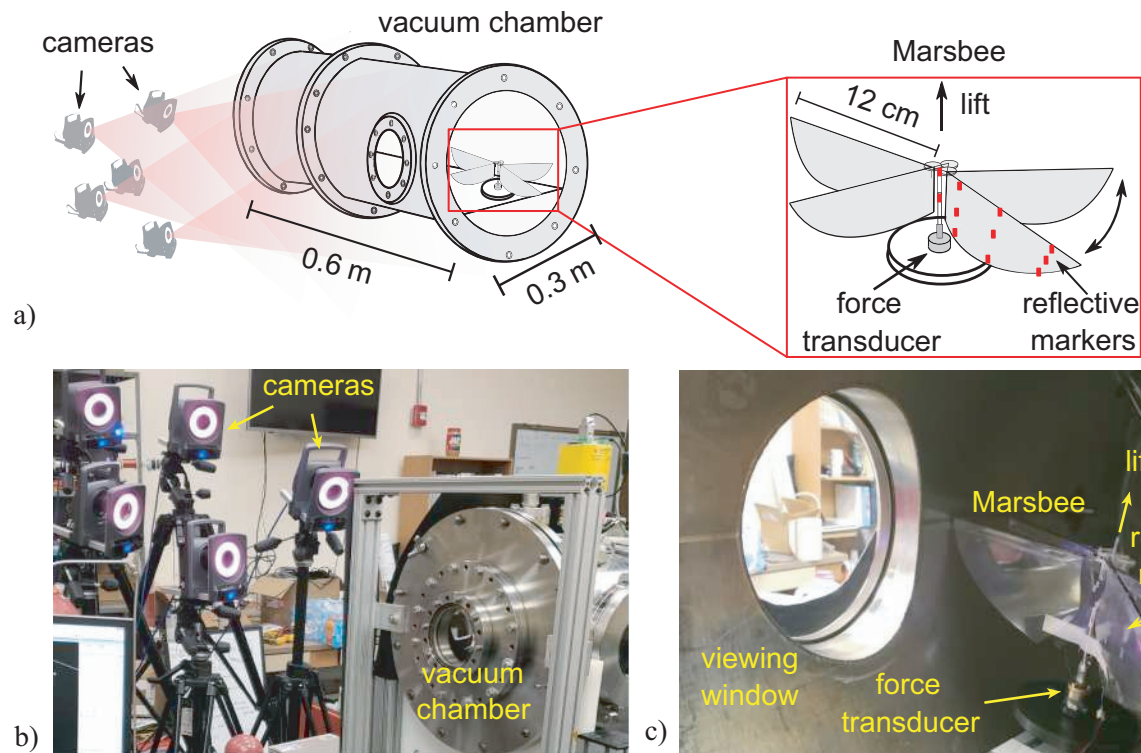 vacuum chamber
cameras
0.6 m
0.3 m
a)
Marsbee
12 cm
lift
force
transducer
reflective
markers
cameras
vacuum
chamber
b)
Marsbee
viewing
window
force
transducer
c)